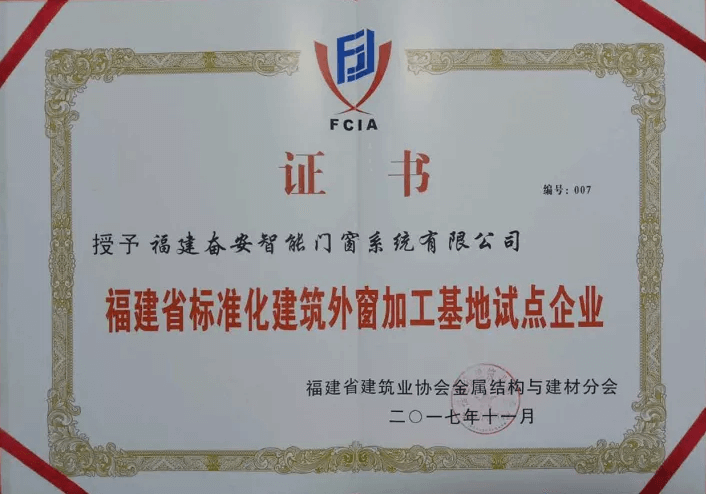 FCIA
证书
编号：007
授予 福建奋安智能门窗系统有限公司
福建省标准化建筑外窗加工基地试点企业
福建省建筑业协会金属结构与建材分会
二〇一七年十一月